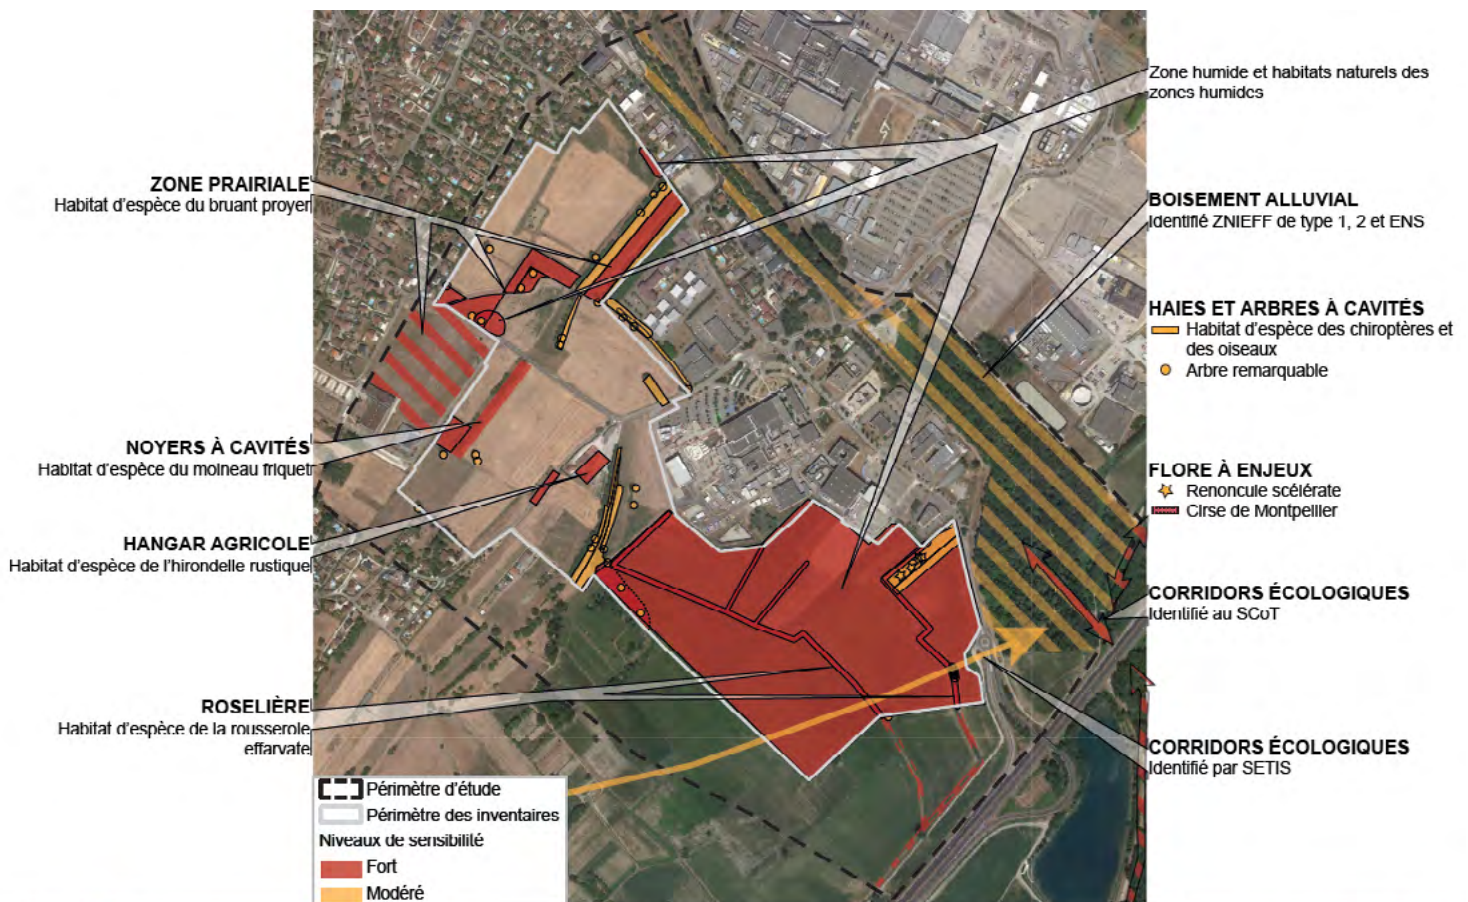 Zone humide et habitats naturels des
zones humides
ZONE PRAIRIALE
Habitat d'espèce du bruant proyer
BOISEMENT ALLUVIAL
Identifié ZNIEFF de type 1, 2 et ENS
HAIES ET ARBRES À CAVITÉS
Habitat d'espèce des chiroptères et
des oiseaux
Arbre remarquable
NOYERS À CAVITÉS
Habitat d'espèce du moineau friquet
FLORE À ENJEUX
Renoncule scélérate
Cirse de Montpellier
HANGAR AGRICOLE
Habitat d'espèce de l'hirondelle rustique
CORRIDORS ÉCOLOGIQUES
Identifié au SCoT
ROSELIÈRE
Habitat d'espèce de la rousserole
effarvate
CORRIDORS ÉCOLOGIQUES
Identifié par SETIS
Périmètre d'étude
Périmètre des inventaires
Niveaux de sensibilité
Fort
Modéré